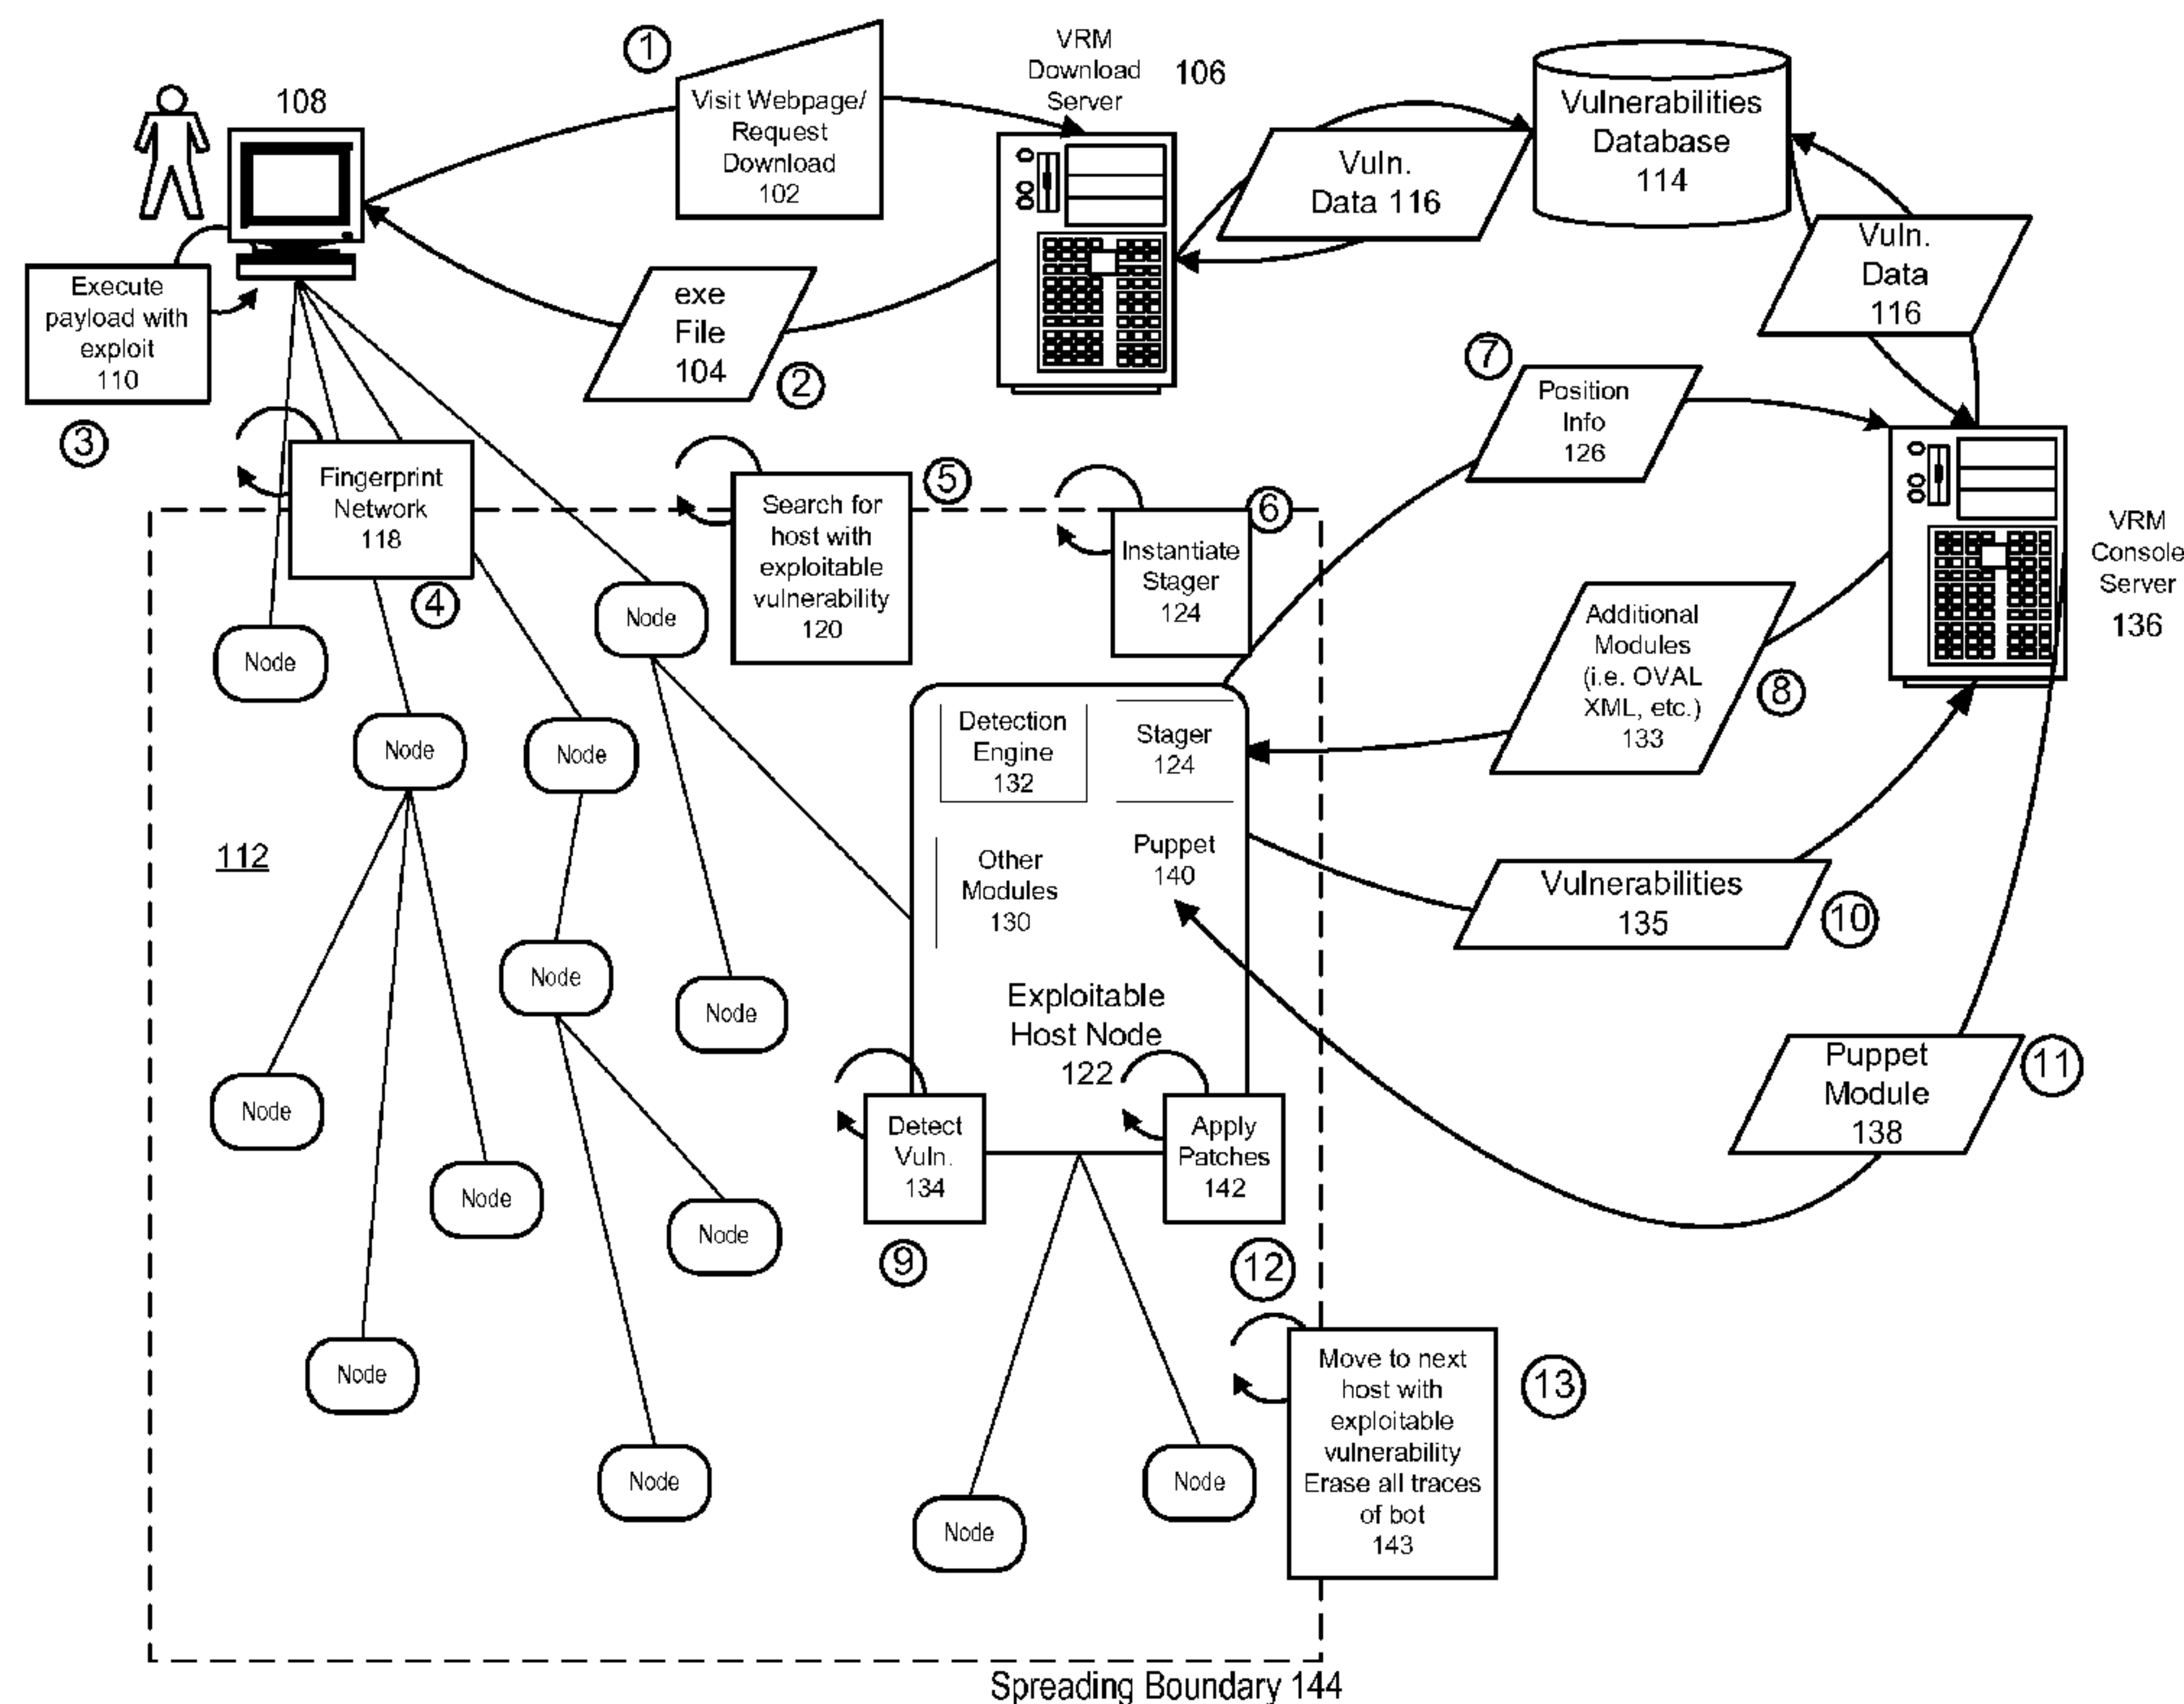 1
Visit Webpage/
Request
Download
102
VRM
Download
Server
106
108
Vulnerabilities
Database
114
Vuln.
Data 116
Vuln.
Data
116
Execute
payload with
exploit
110
3
exe
File
104
2
7
Position
Info
126
Fingerprint
Network
118
4
5
Search for
host with
exploitable
vulnerability
120
6
Instantiate
Stager
124
VRM
Console
Server
136
Additional
Modules
(i.e. OVAL
XML, etc.)
133
8
Node
Node
Node
Node
Detection
Engine
132
Stager
124
112
Other
Modules
130
Puppet
140
Vulnerabilities
135
10
Node
Node
Exploitable
Host Node
122
Puppet
Module
138
11
Node
Detect
Vuln.
134
9
Apply
Patches
142
12
Node
Node
Node
Node
Node
Node
Move to next
host with
exploitable
vulnerability
Erase all traces
of bot
143
13
Spreading Boundary 144